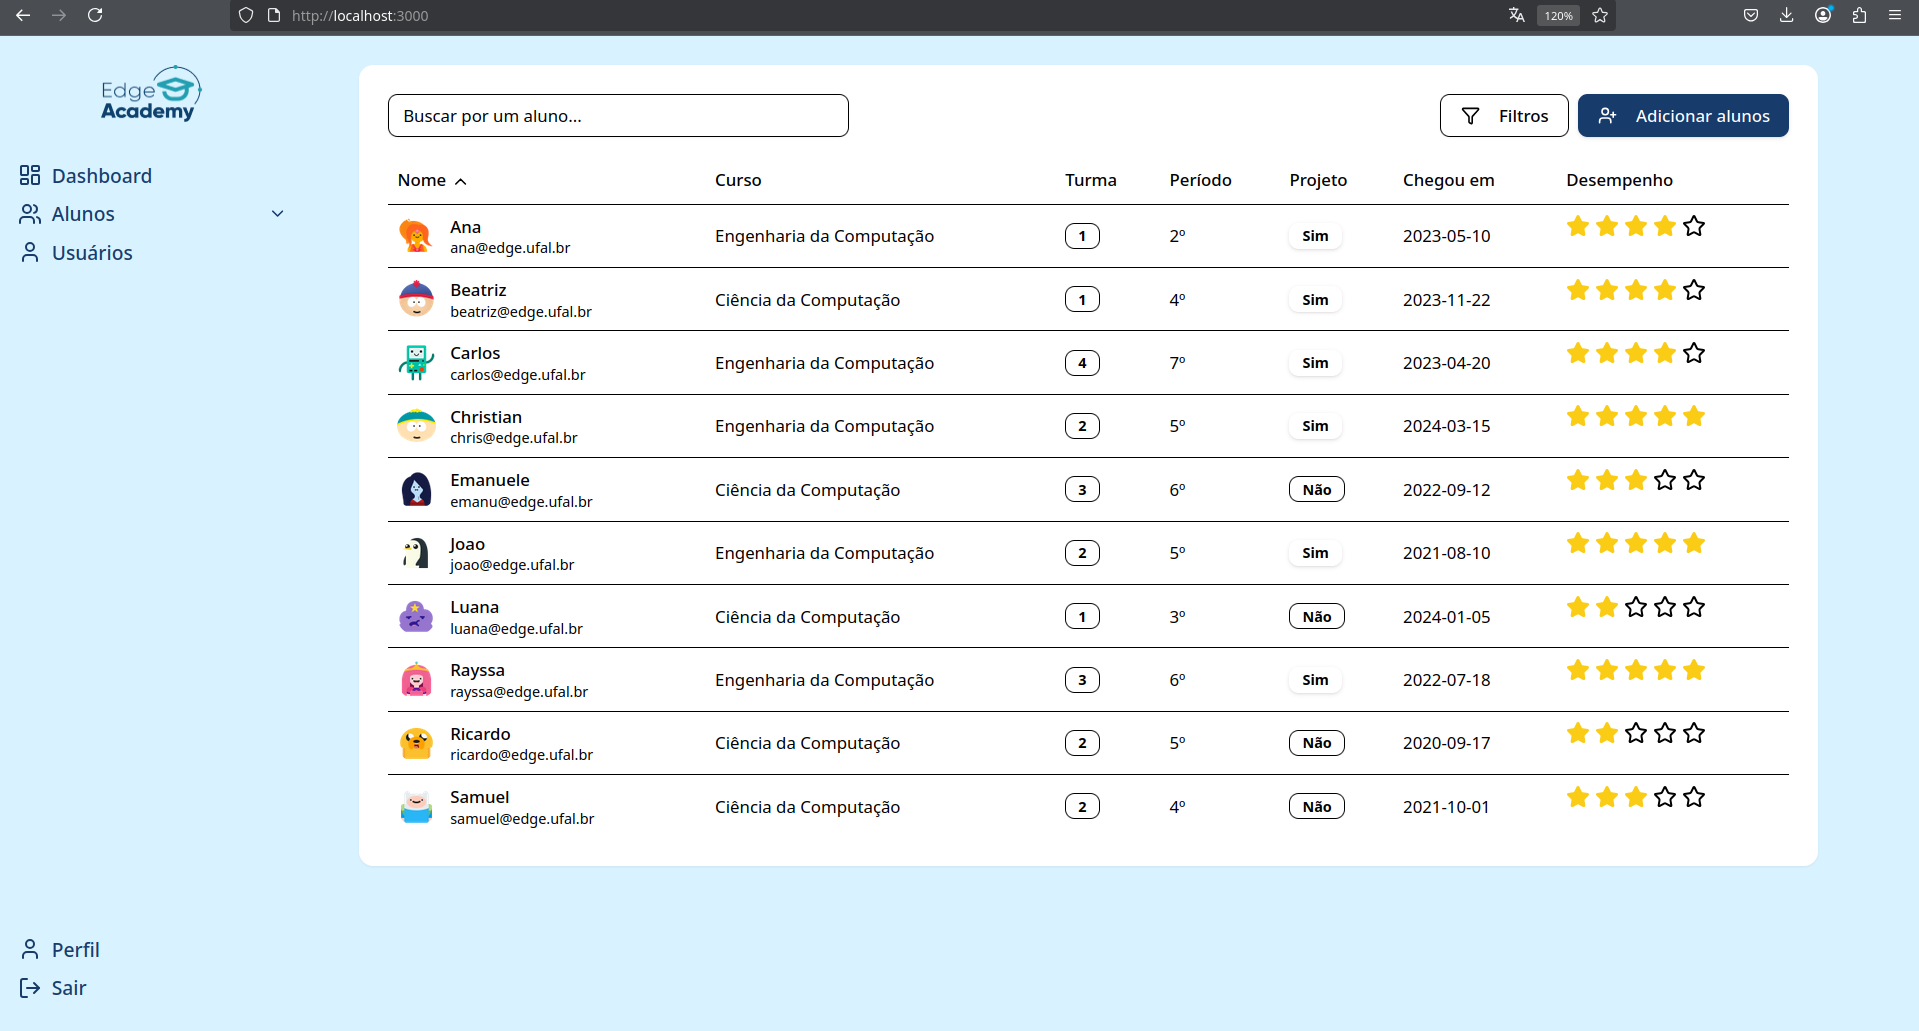 http://localhost:3000
120%
Edge
Academy
Dashboard
Alunos
Usuários
Perfil
Sair
Buscar por um aluno...
Filtros
Adicionar alunos
Nome Curso Turma Período Projeto Chegou em Desempenho
Ana
ana@edge.ufal.br
Engenharia da Computação 1 2º Sim 2023-05-10
Beatriz
beatriz@edge.ufal.br
Ciência da Computação 1 4º Sim 2023-11-22
Carlos
carlos@edge.ufal.br
Engenharia da Computação 4 7º Sim 2023-04-20
Christian
chris@edge.ufal.br
Engenharia da Computação 2 5º Sim 2024-03-15
Emanuele
emanu@edge.ufal.br
Ciência da Computação 3 6º Não 2022-09-12
Joao
joao@edge.ufal.br
Engenharia da Computação 2 5º Sim 2021-08-10
Luana
luana@edge.ufal.br
Ciência da Computação 1 3º Não 2024-01-05
Rayssa
rayssa@edge.ufal.br
Engenharia da Computação 3 6º Sim 2022-07-18
Ricardo
ricardo@edge.ufal.br
Ciência da Computação 2 5º Não 2020-09-17
Samuel
samuel@edge.ufal.br
Ciência da Computação 2 4º Não 2021-10-01